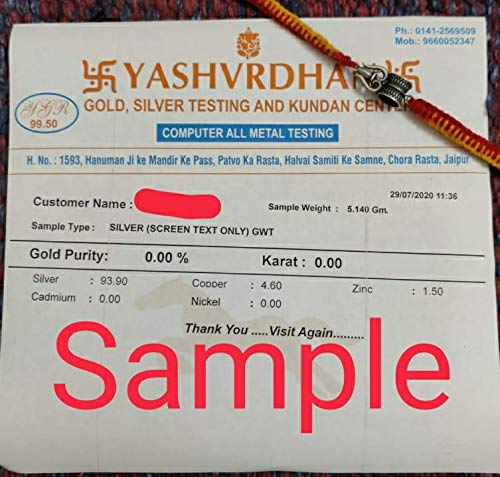 Ph.: 0141-2569509
Mob.: 9660052347
YASHVRDHA
GOLD, SILVER TESTING AND KUNDAN CENTE
YGR
99.50
COMPUTER ALL METAL TESTING
H. No. : 1593, Hanuman Ji ke Mandir Ke Pass, Patvo Ka Rasta, Halvai Samiti Ke Samne, Chora Rasta, Jaipur
29/07/2020 11:36
Customer Name :
Sample Weight : 5.140 Gm.
Sample Type : SILVER (SCREEN TEXT ONLY) GWT
Gold Purity: 0.00 % Karat : 0.00
Silver : 93.90 Copper : 4.60 Zinc : 1.50
Cadmium : 0.00 Nickel : 0.00
Thank You .....Visit Again.........
Sample